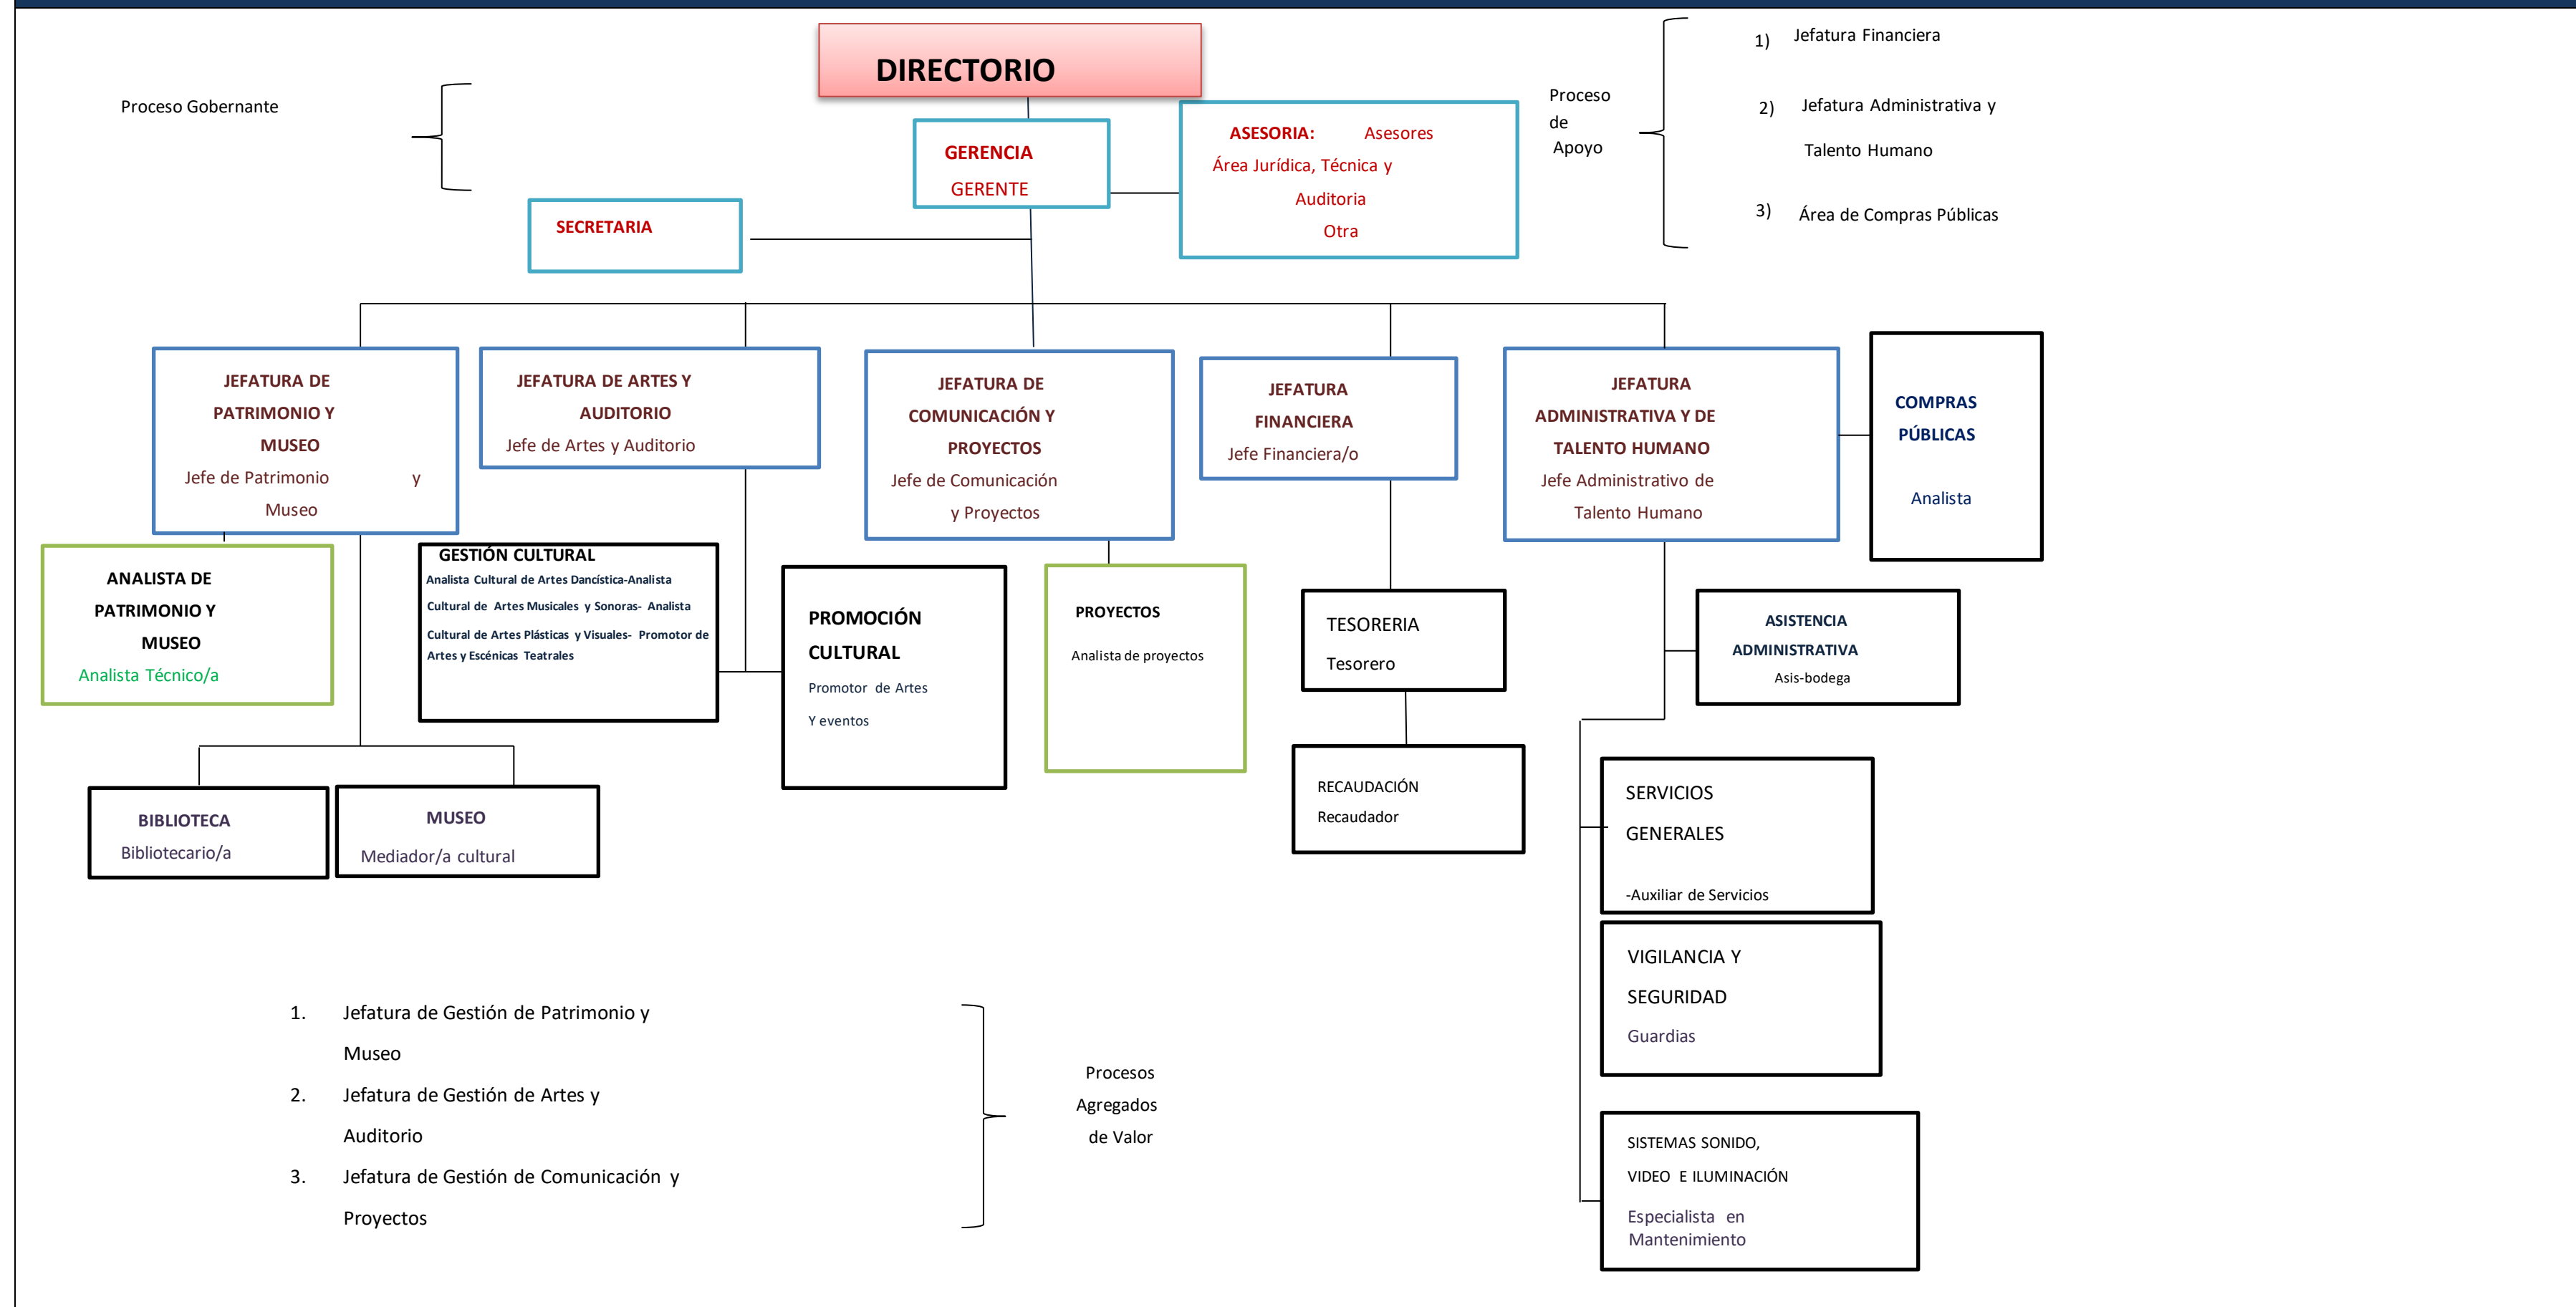 DIRECTORIO
Proceso Gobernante
GERENCIA
GERENTE
ASESORIA: Asesores
Área Jurídica, Técnica y
Auditoria
Otra
Proceso
de
Apoyo
1) Jefatura Financiera
2) Jefatura Administrativa y
Talento Humano
3) Área de Compras Públicas
SECRETARIA
JEFATURA DE
PATRIMONIO Y
MUSEO
Jefe de Patrimonio y
Museo
JEFATURA DE ARTES Y
AUDITORIO
Jefe de Artes y Auditorio
JEFATURA DE
COMUNICACIÓN Y
PROYECTOS
Jefe de Comunicación
y Proyectos
JEFATURA
FINANCIERA
Jefe Financiera/o
JEFATURA
ADMINISTRATIVA Y DE
TALENTO HUMANO
Jefe Administrativo de
Talento Humano
COMPRAS
PÚBLICAS
Analista
ANALISTA DE
PATRIMONIO Y
MUSEO
Analista Técnico/a
GESTIÓN CULTURAL
Analista Cultural de Artes Dancística-Analista
Cultural de Artes Musicales y Sonoras- Analista
Cultural de Artes Plásticas y Visuales- Promotor de
Artes y Escénicas Teatrales
PROMOCIÓN
CULTURAL
Promotor de Artes
Y eventos
PROYECTOS
Analista de proyectos
TESORERIA
Tesorero
ASISTENCIA
ADMINISTRATIVA
Asis-bodega
RECAUDACIÓN
Recaudador
BIBLIOTECA
Bibliotecario/a
MUSEO
Mediador/a cultural
SERVICIOS
GENERALES
-Auxiliar de Servicios
VIGILANCIA Y
SEGURIDAD
Guardias
SISTEMAS SONIDO,
VIDEO E ILUMINACIÓN
Especialista en
Mantenimiento
1. Jefatura de Gestión de Patrimonio y
Museo
2. Jefatura de Gestión de Artes y
Auditorio
3. Jefatura de Gestión de Comunicación y
Proyectos
Procesos
Agregados
de Valor